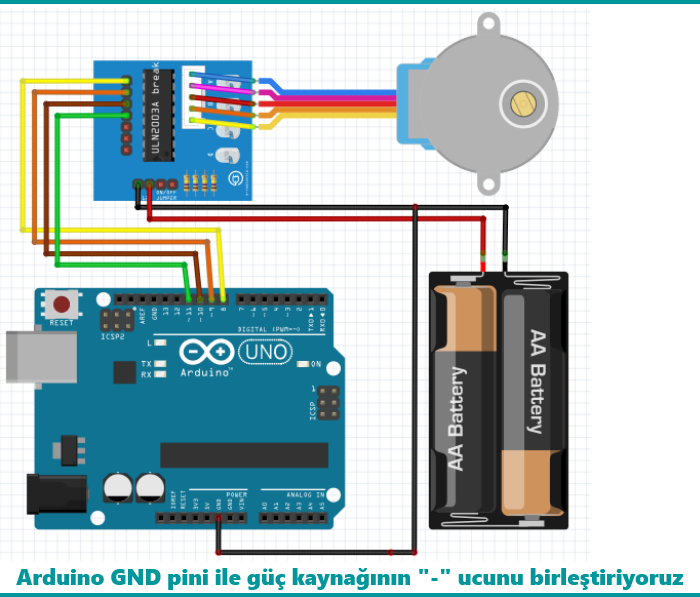 ULN2003A break
A
B
C
D
ON/OFF
JUMPER
RESET
ICSP2
AREF
GND
13
12
~11
~10
~9
8
7
~6
~5
4
~3
2
TX0▶1
RX0◀0
DIGITAL (PWM=~)
L
TX
RX
UNO
Arduino™
ON
1
ICSP
AA Battery
AA Battery
POWER
ANALOG IN
IOREF
RESET
3V3
5V
GND
GND
VIN
A0
A1
A2
A3
A4
A5
Arduino GND pini ile güç kaynağının "-" ucunu birleştiriyoruz